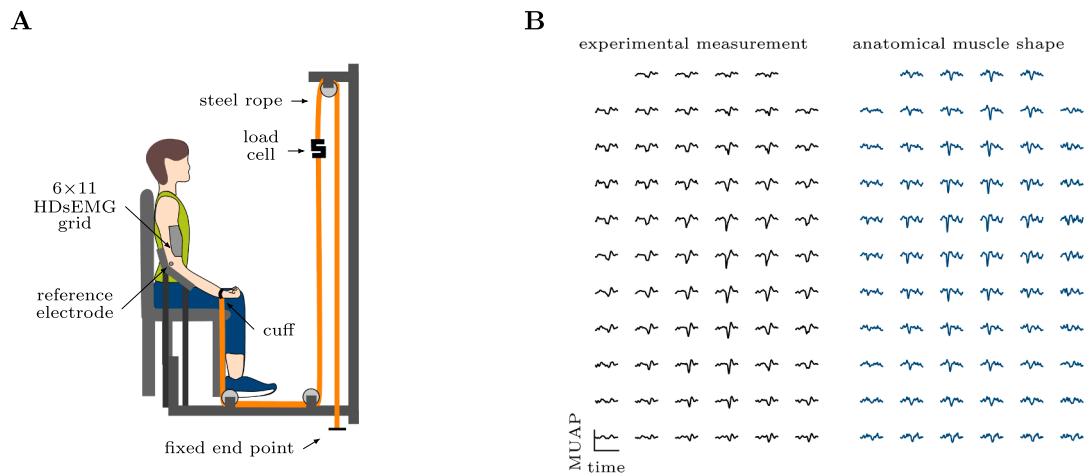 A
steel rope
load
cell
6×11
HDsEMG
grid
reference
electrode
cuff
fixed end point
B
experimental measurement
anatomical muscle shape
MUAP
time